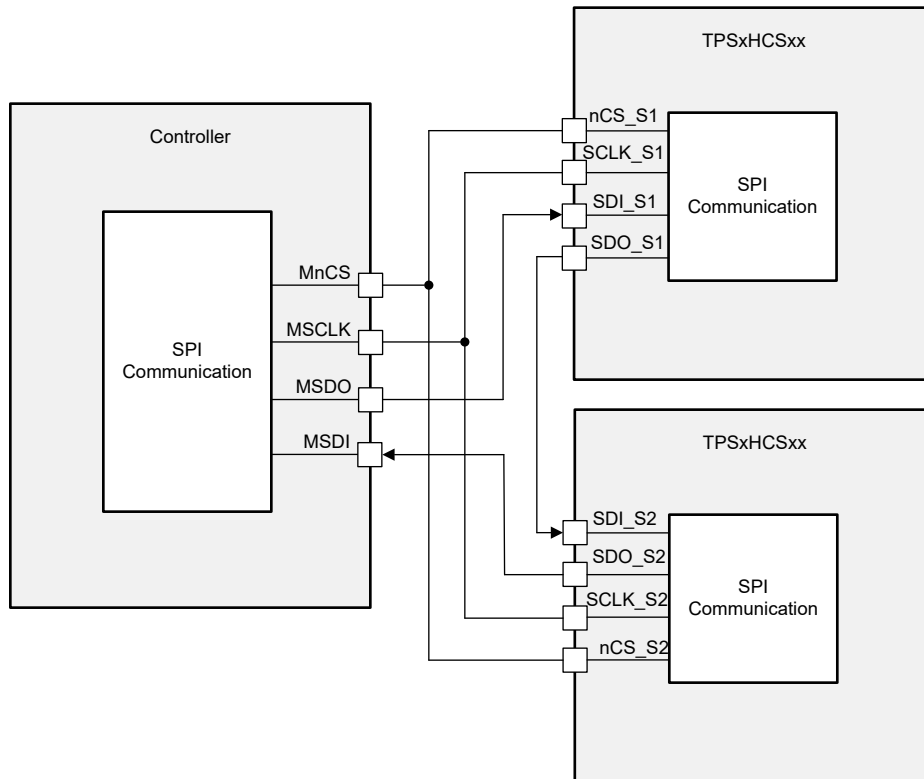 Controller
SPI
Communication
MnCS
MSCLK
MSDO
MSDI
TPSxHCSxx
nCS_S1
SCLK_S1
SDI_S1
SDO_S1
SPI
Communication
TPSxHCSxx
SDI_S2
SDO_S2
SCLK_S2
nCS_S2
SPI
Communication